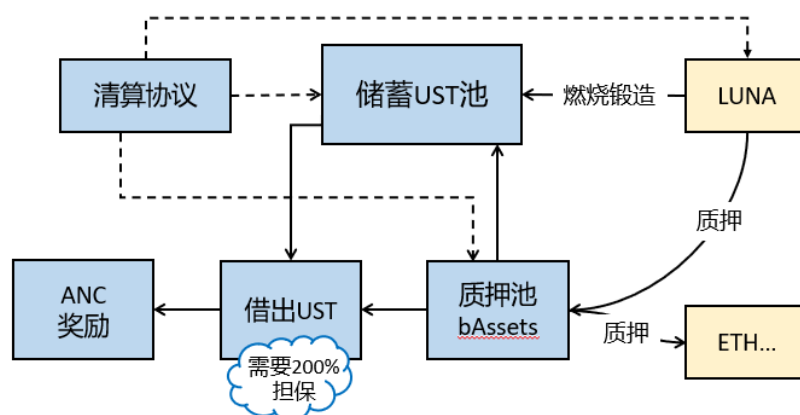 清算协议
储蓄UST池
燃烧锻造
LUNA
质押
ANC
奖励
借出UST
质押池
bAssets
质押
ETH...
需要200%
担保